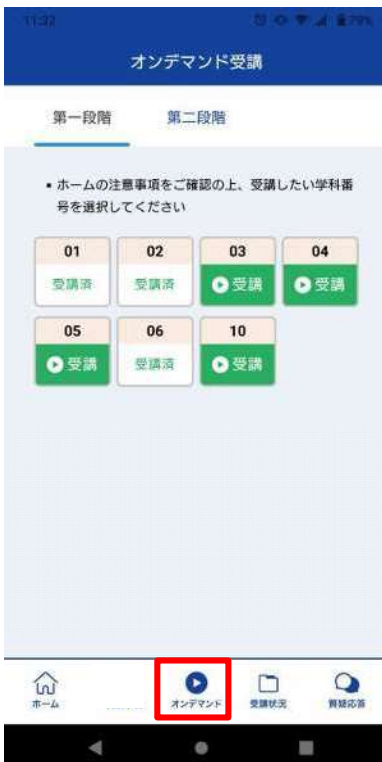 11:32
79%
オンデマンド受講
第一段階 第二段階
• ホームの注意事項をご確認の上、受講したい学科番
号を選択してください
01 02 03 04
受講済 受講済 受講 受講
05 06 10
受講 受講済 受講
ホーム オンデマンド 受講状況 質疑応答